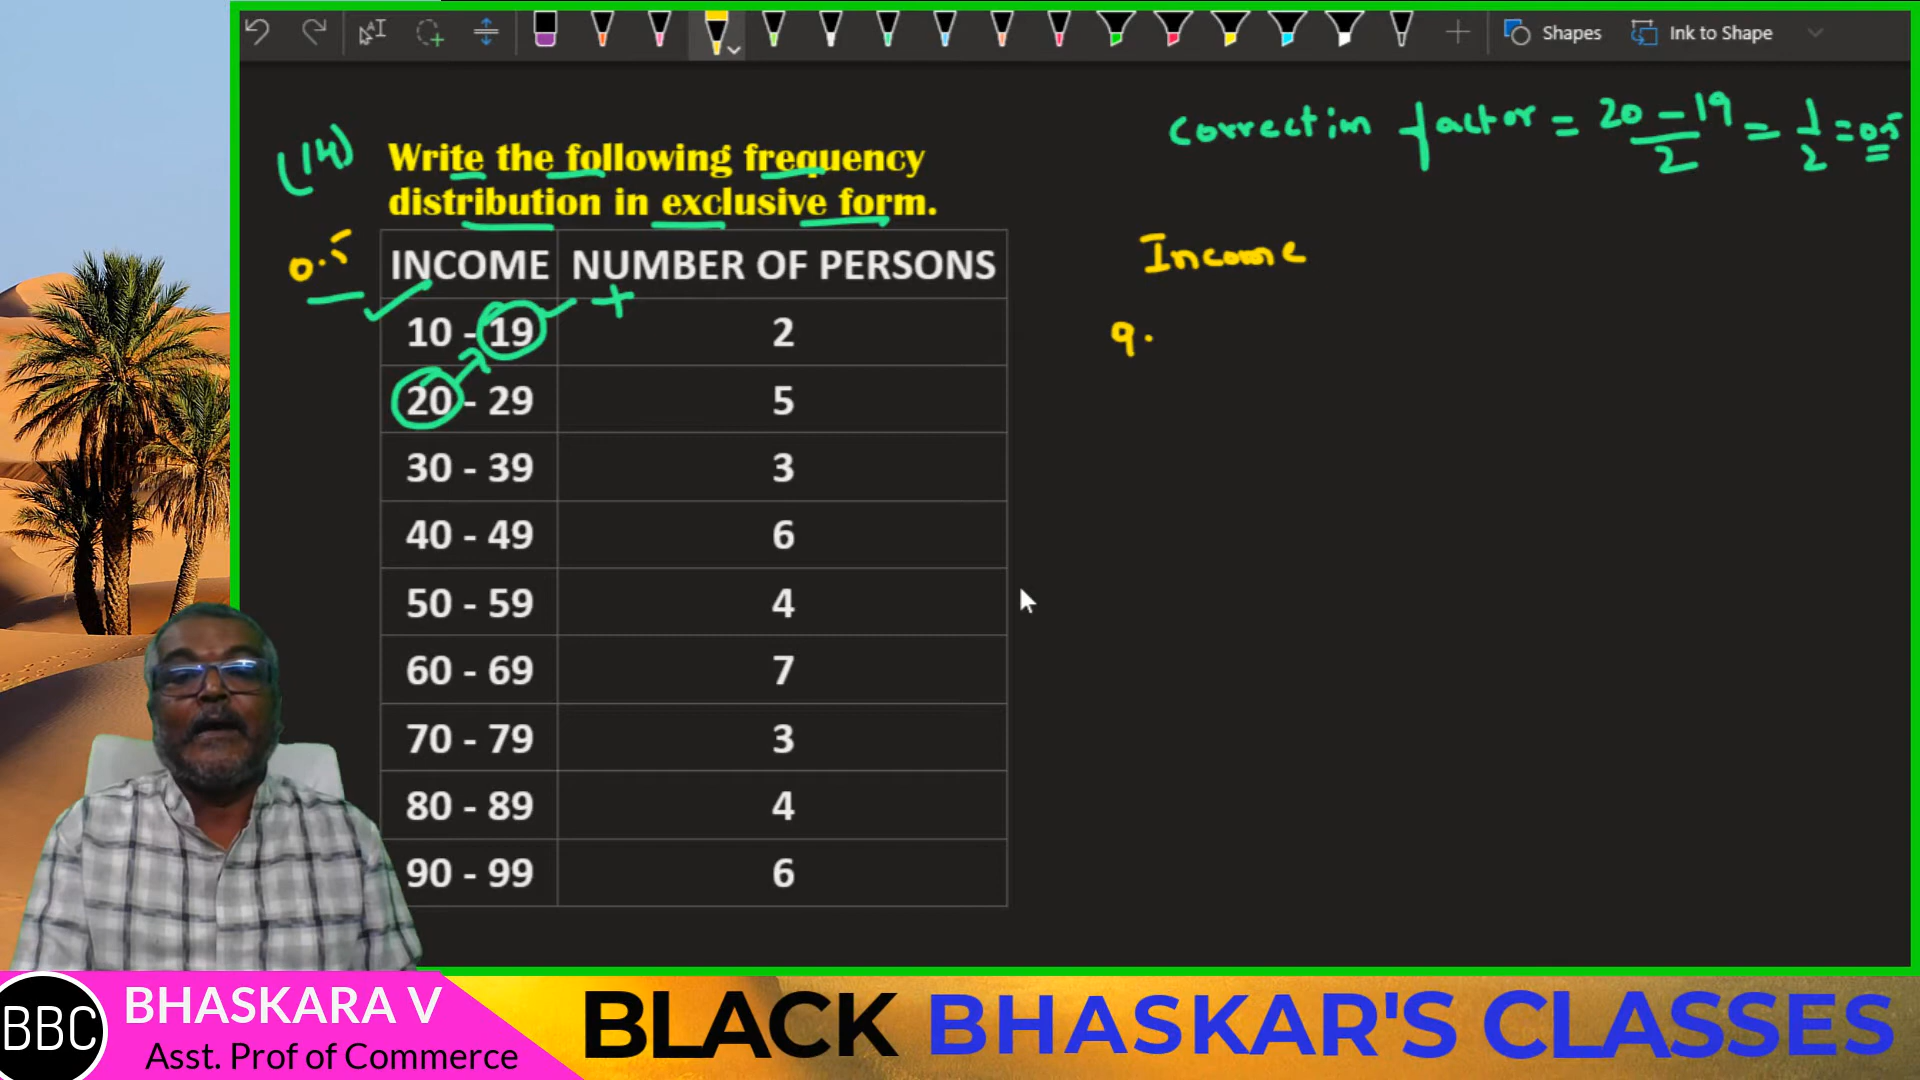 Shapes Ink to Shape
correctim factor = 20 - 19 / 2 = 1 / 2 = 0.5
(14) Write the following frequency
distribution in exclusive form.
0.5
INCOME NUMBER OF PERSONS
Income
+
10 - 19 2
9.
20 - 29 5
30 - 39 3
40 - 49 6
50 - 59 4
60 - 69 7
70 - 79 3
80 - 89 4
90 - 99 6
BBC
BHASKARA V
Asst. Prof of Commerce
BLACK BHASKAR'S CLASSES